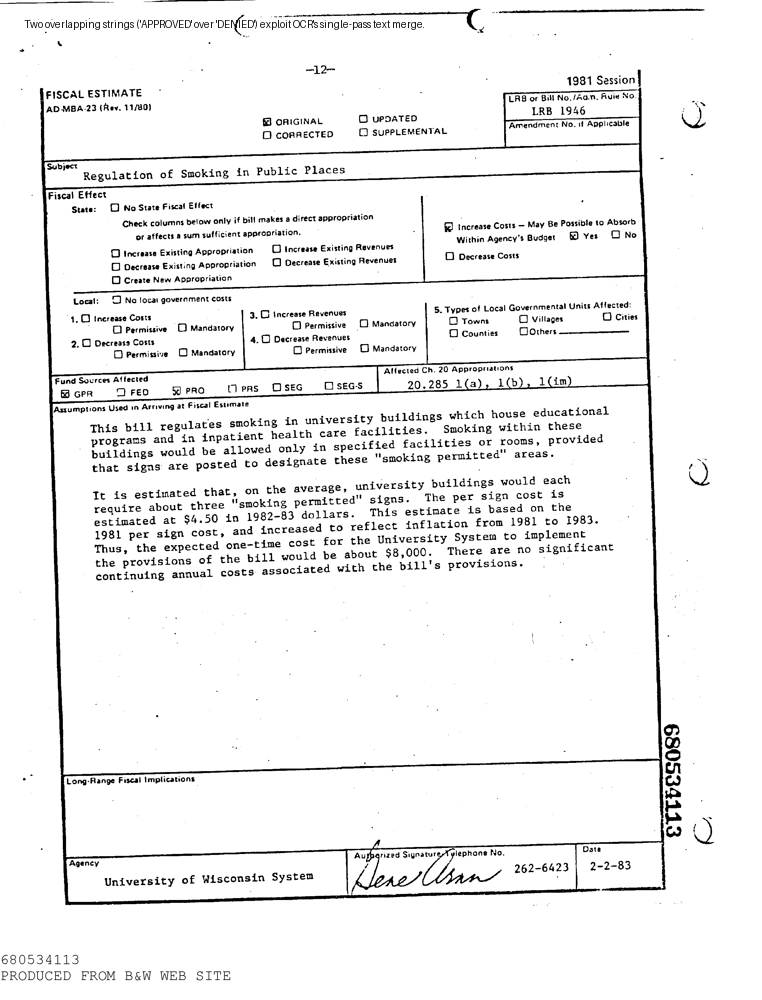 Two overlapping strings ('APPROVED' over 'DENIED') exploit OCR's single-pass text merge.
—12—
1981 Session
FISCAL ESTIMATE
AD-MBA-23 (Rev. 11/80)
☒ ORIGINAL ☐ UPDATED
☐ CORRECTED ☐ SUPPLEMENTAL
LRB or Bill No./Adm. Rule No.
LRB 1946
Amendment No. if Applicable
Subject
Regulation of Smoking in Public Places
Fiscal Effect
State: ☐ No State Fiscal Effect
Check columns below only if bill makes a direct appropriation
or affects a sum sufficient appropriation.
☐ Increase Existing Appropriation ☐ Increase Existing Revenues
☐ Decrease Existing Appropriation ☐ Decrease Existing Revenues
☐ Create New Appropriation
☒ Increase Costs — May Be Possible to Absorb
Within Agency's Budget ☒ Yes ☐ No
☐ Decrease Costs
Local: ☐ No local government costs
1. ☐ Increase Costs
☐ Permissive ☐ Mandatory
2. ☐ Decrease Costs
☐ Permissive ☐ Mandatory
3. ☐ Increase Revenues
☐ Permissive ☐ Mandatory
4. ☐ Decrease Revenues
☐ Permissive ☐ Mandatory
5. Types of Local Governmental Units Affected:
☐ Towns ☐ Villages ☐ Cities
☐ Counties ☐ Others
Fund Sources Affected
☒ GPR ☐ FED ☒ PRO ☐ PRS ☐ SEG ☐ SEG-S
Affected Ch. 20 Appropriations
20.285 1(a), 1(b), 1(im)
Assumptions Used in Arriving at Fiscal Estimate
This bill regulates smoking in university buildings which house educational
programs and in inpatient health care facilities. Smoking within these
buildings would be allowed only in specified facilities or rooms, provided
that signs are posted to designate these "smoking permitted" areas.
It is estimated that, on the average, university buildings would each
require about three "smoking permitted" signs. The per sign cost is
estimated at $4.50 in 1982-83 dollars. This estimate is based on the
1981 per sign cost, and increased to reflect inflation from 1981 to 1983.
Thus, the expected one-time cost for the University System to implement
the provisions of the bill would be about $8,000. There are no significant
continuing annual costs associated with the bill's provisions.
Long-Range Fiscal Implications
Agency
University of Wisconsin System
Authorized Signature/Telephone No.
262-6423
Date
2-2-83
680534113
680534113
PRODUCED FROM B&W WEB SITE